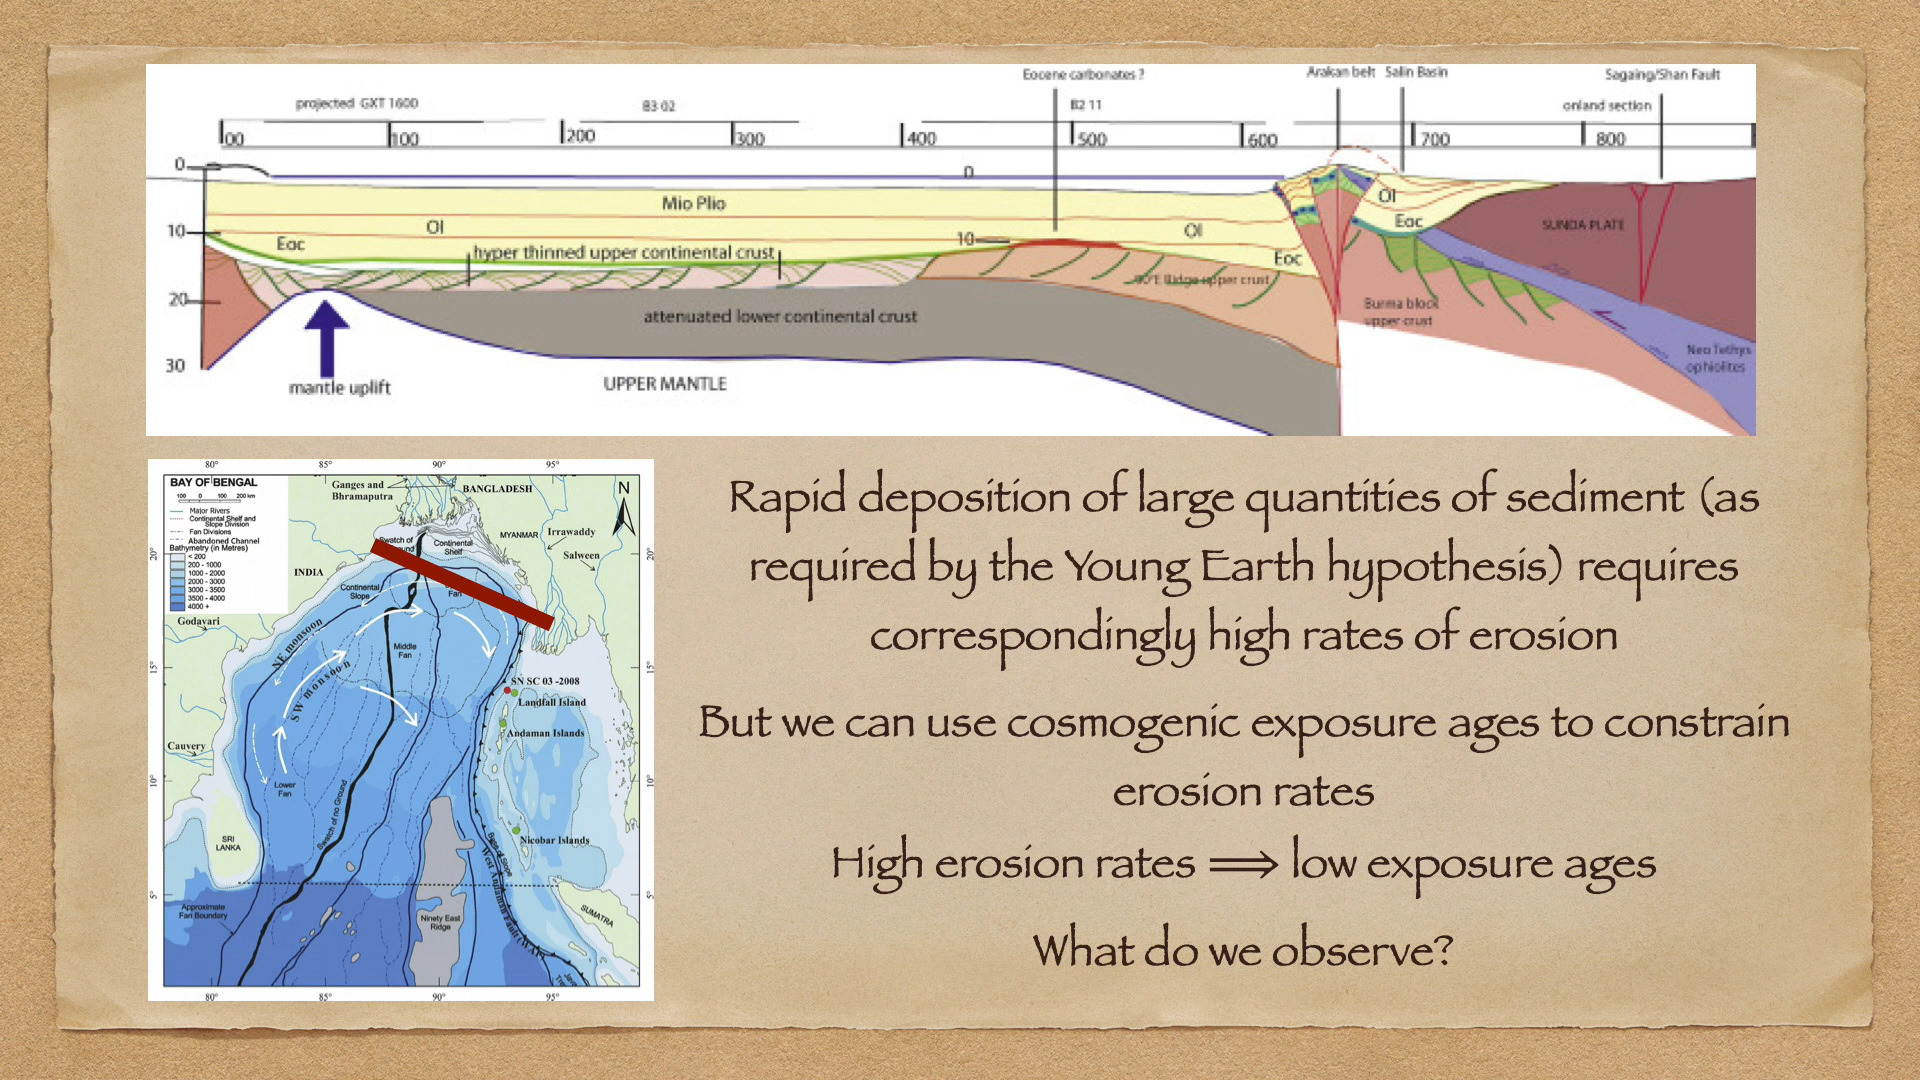 Eocene carbonates ?
Arakan belt Salin Basin
Sagaing/Shan Fault
projected GXT 1600
B3 02
B2 11
onland section
00
100
200
300
400
500
600
700
800
0
0
Mio Plio
Ol
Ol
Ol
10
10
Eoc
Eoc
Eoc
hyper thinned upper continental crust
SUNDA PLATE
90°E Ridge upper crust
20
attenuated lower continental crust
Burma block
upper crust
Neo Tethys
ophiolites
30
mantle uplift
UPPER MANTLE
80°
85°
90°
95°
BAY OF BENGAL
100 0 100 200 km
Major Rivers
Continental Shelf and
Slope Division
Fan Divisions
Abandoned Channel
Bathymetry (in Metres)
< 200
200 - 1000
1000 - 2000
2000 - 3000
3000 - 3500
3500 - 4000
4000 +
Ganges and
Bhramaputra
BANGLADESH
N
MYANMAR
Irrawaddy
Salween
Swatch of
Continental
Shelf
20°
20°
INDIA
Continental
Slope
Fan
Godavari
NE monsoon
SW monsoon
Middle
Fan
15°
15°
SN SC 03 -2008
Landfall Island
Andaman Islands
Cauvery
10°
10°
Lower
Fan
Swatch of no Ground
SRI
LANKA
Nicobar Islands
5°
5°
Approximate
Fan Boundary
Ninety East
Ridge
SUMATRA
80°
85°
90°
95°
Rapid deposition of large quantities of sediment (as
required by the Young Earth hypothesis) requires
correspondingly high rates of erosion
But we can use cosmogenic exposure ages to constrain
erosion rates
High erosion rates ⟹ low exposure ages
What do we observe?